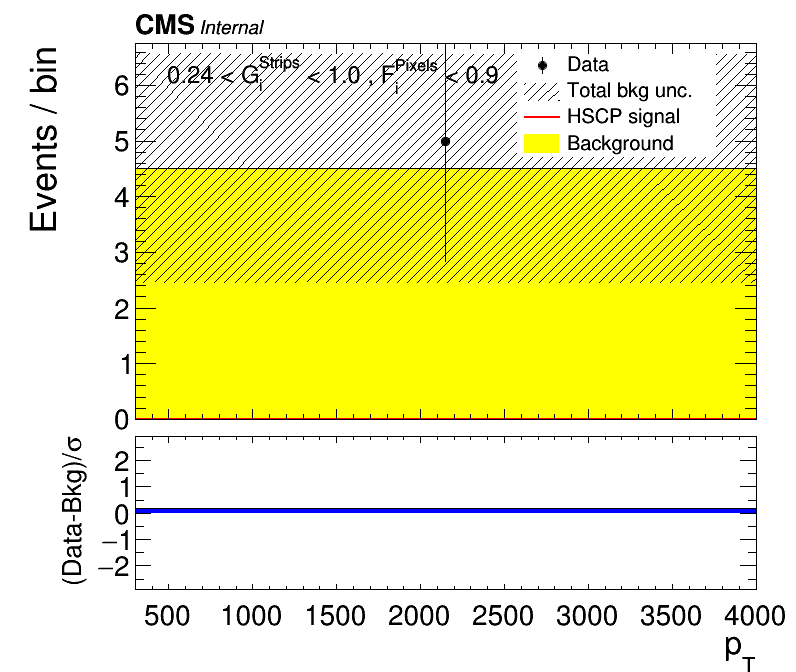 CMS Internal
Events / bin
0.24 < G_i^Strips < 1.0 , F_i^Pixels < 0.9
Data
Total bkg unc.
HSCP signal
Background
6
5
4
3
2
1
0
(Data-Bkg)/σ
2
1
0
−1
−2
500 1000 1500 2000 2500 3000 3500 4000
p_T